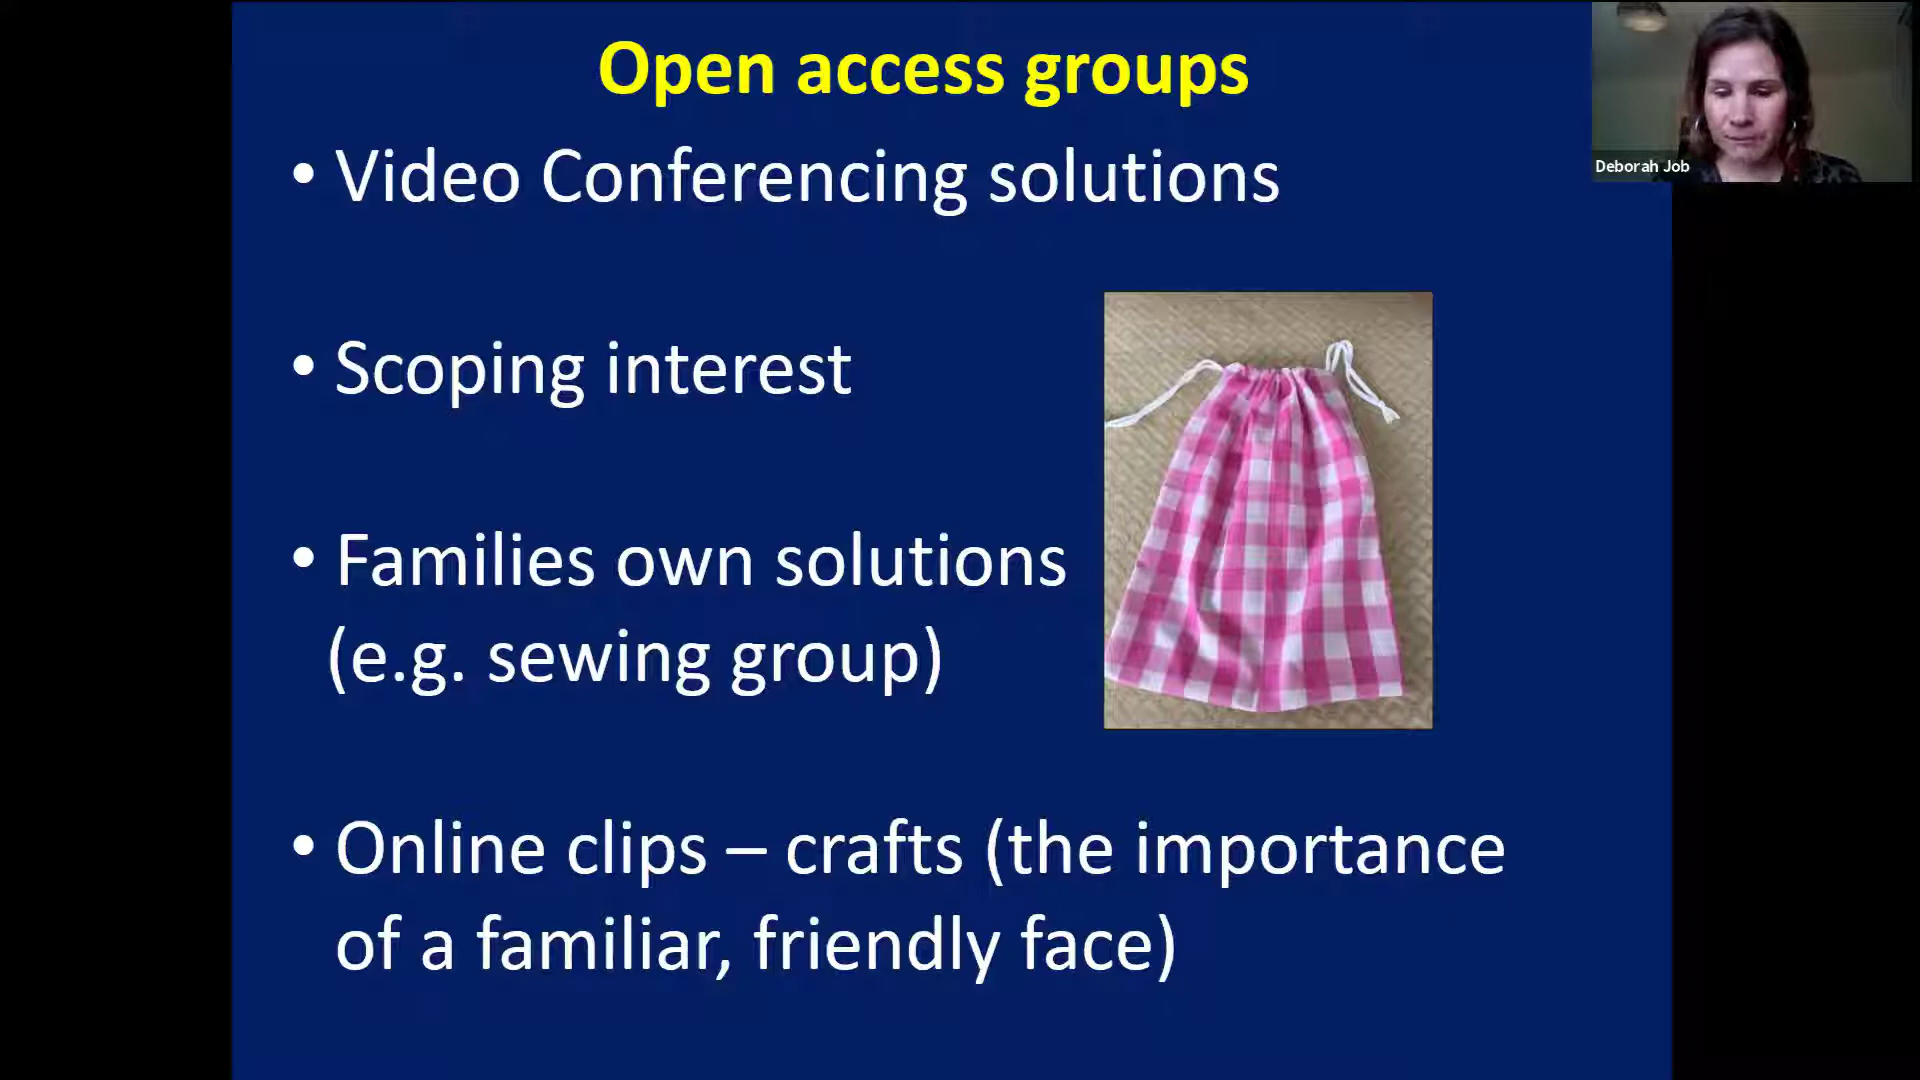 Open access groups
• Video Conferencing solutions
• Scoping interest
• Families own solutions
(e.g. sewing group)
• Online clips – crafts (the importance
of a familiar, friendly face)
Deborah Job